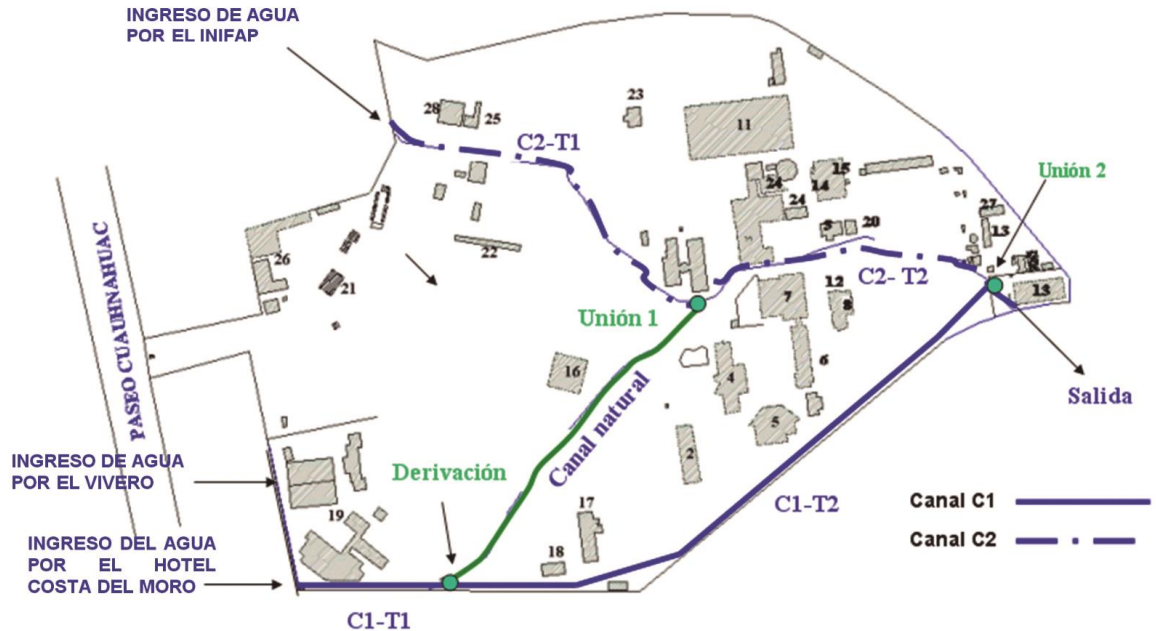 INGRESO DE AGUA
POR EL INIFAP
28
25
23
11
C2-T1
15
14
24
24
Unión 2
27
13
9
20
22
26
21
C2- T2
12
8
7
13
Unión 1
PASEO CUAUHNAHUAC
16
6
4
Salida
Canal natural
5
INGRESO DE AGUA
POR EL VIVERO
Derivación
2
C1-T2
17
19
18
Canal C1
Canal C2
INGRESO DEL AGUA
POR EL HOTEL
COSTA DEL MORO
C1-T1